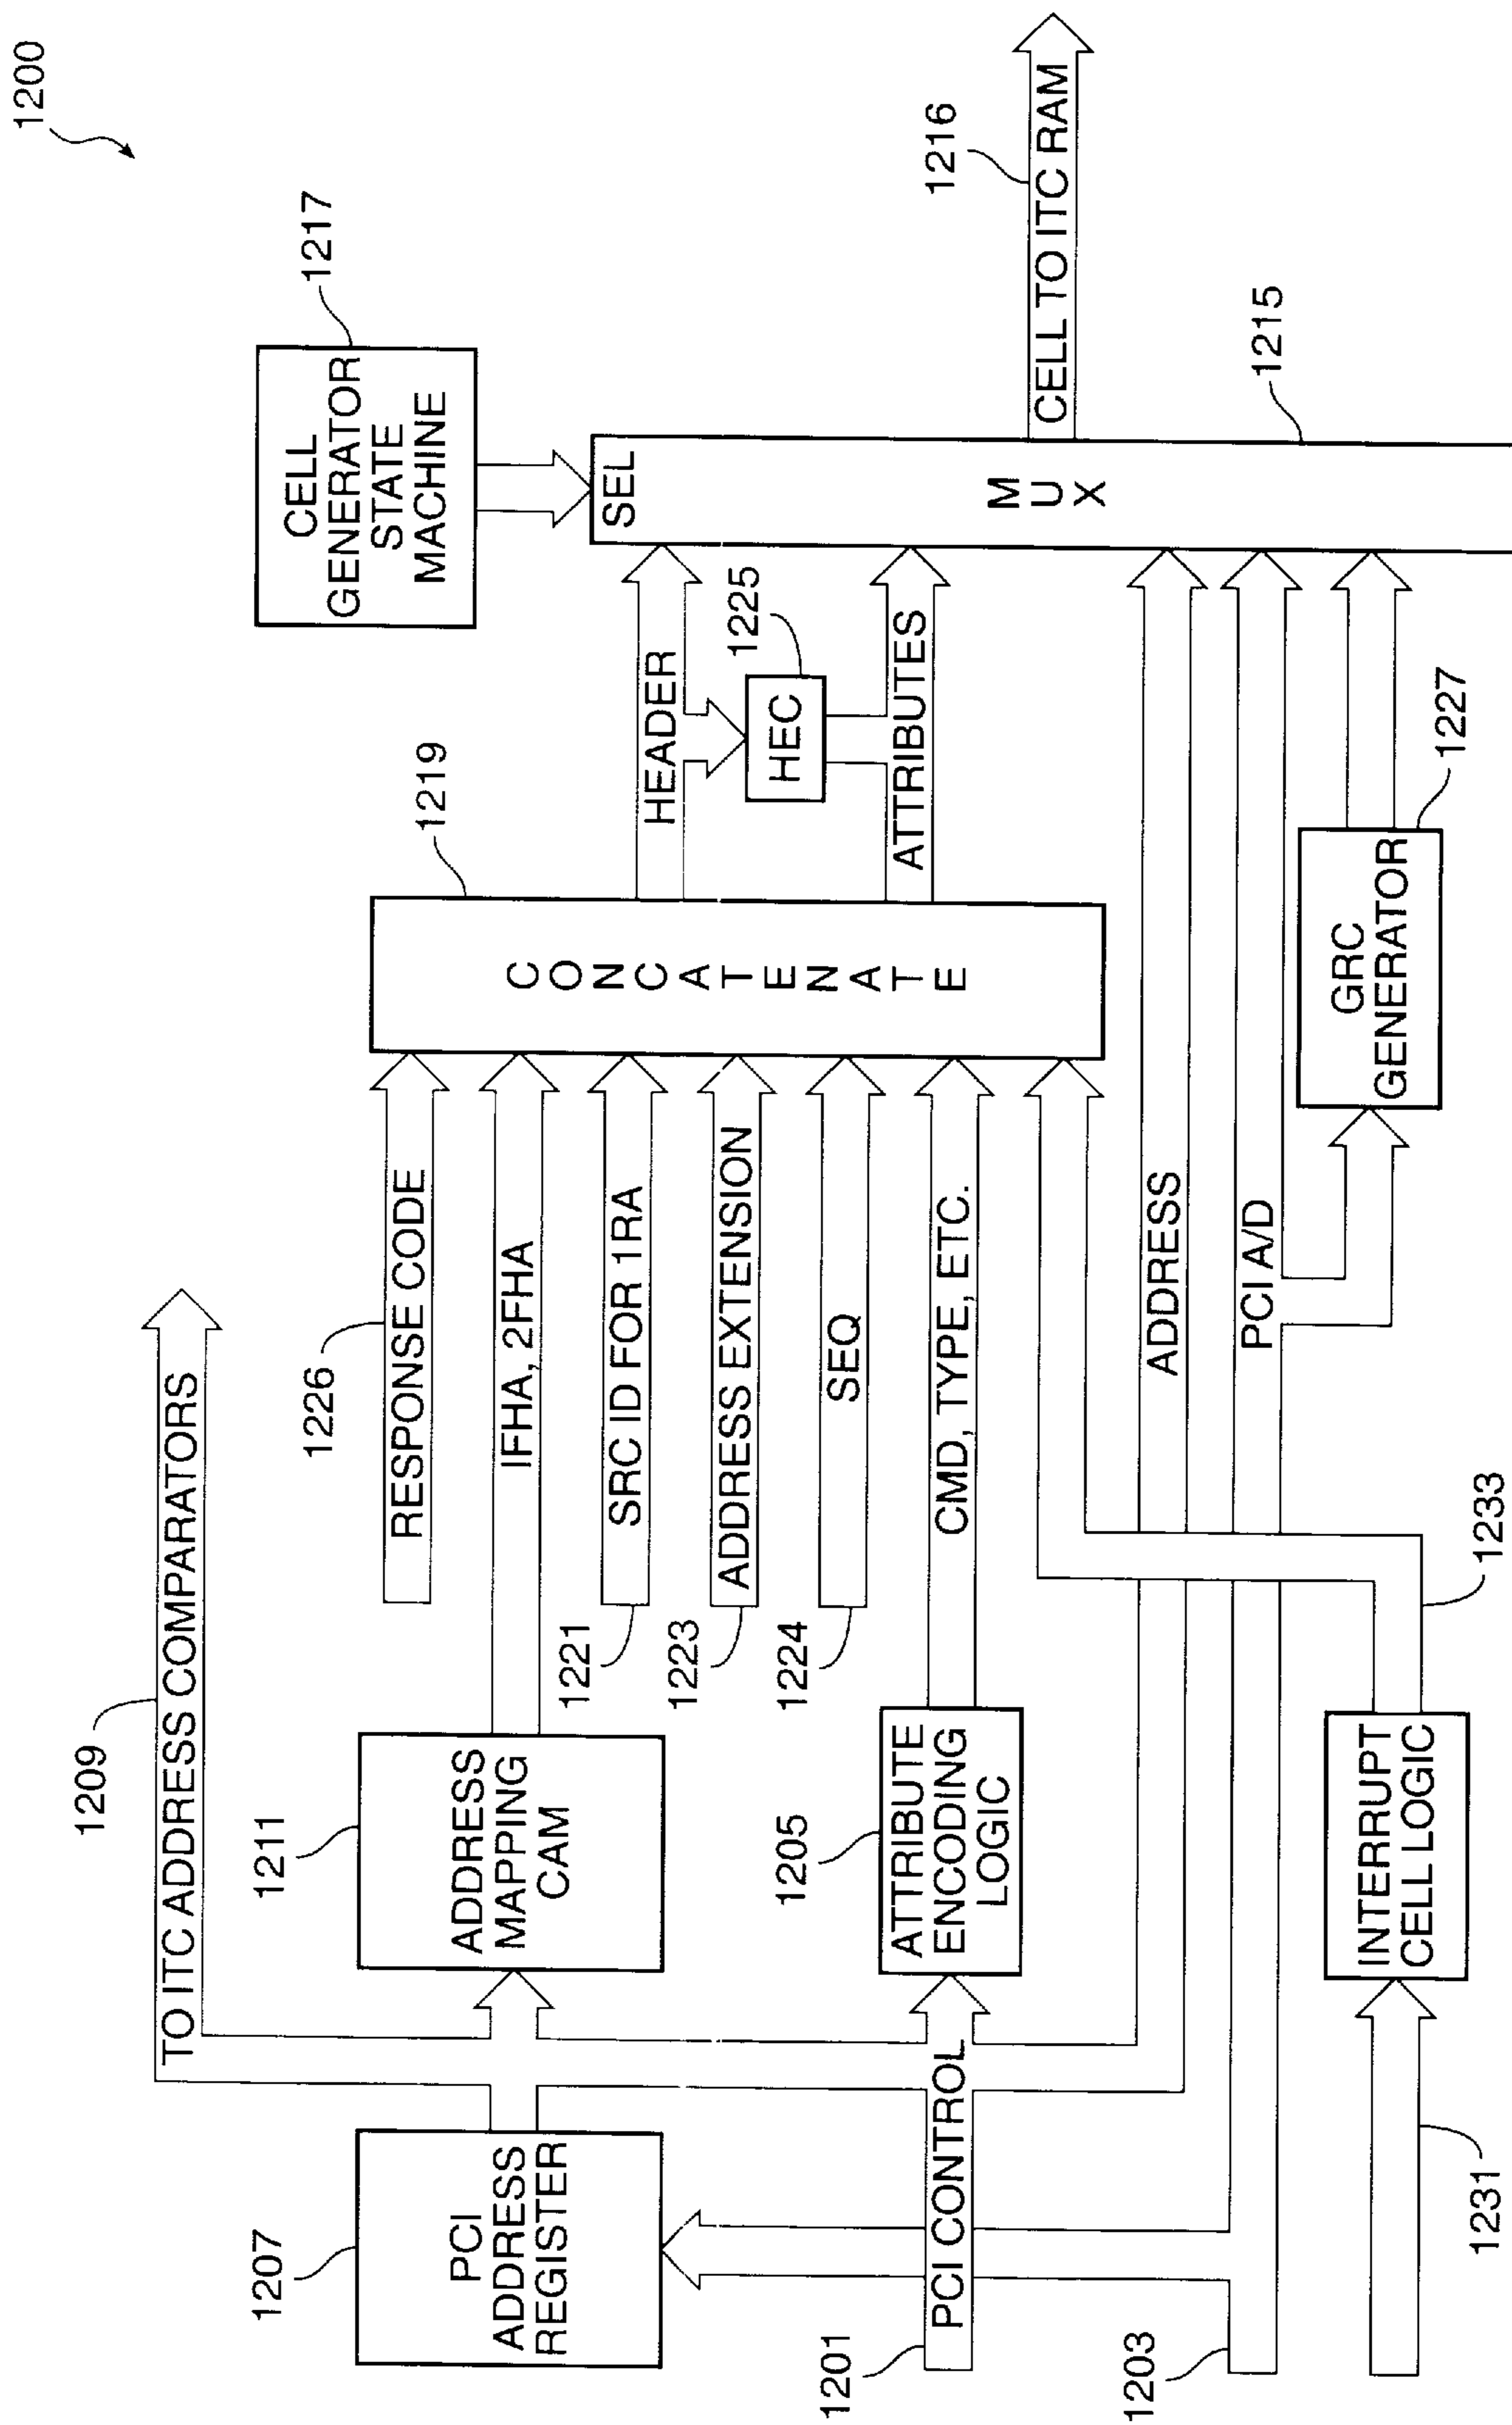 1200
1209
TO ITC ADDRESS COMPARATORS
1207
PCI
ADDRESS
REGISTER
1211
ADDRESS
MAPPING
CAM
1226
RESPONSE CODE
IFHA, 2FHA
1221
SRC ID FOR 1RA
1223
ADDRESS EXTENSION
1224
SEQ
1201
PCI CONTROL
1205
ATTRIBUTE
ENCODING
LOGIC
CMD, TYPE, ETC.
1219
CONCATENATE
HEADER
HEC
1225
ATTRIBUTES
1217
CELL
GENERATOR
STATE
MACHINE
SEL
MUX
1215
1216
CELL TO ITC RAM
ADDRESS
1203
PCI A/D
GRC
GENERATOR
1227
1231
INTERRUPT
CELL LOGIC
1233